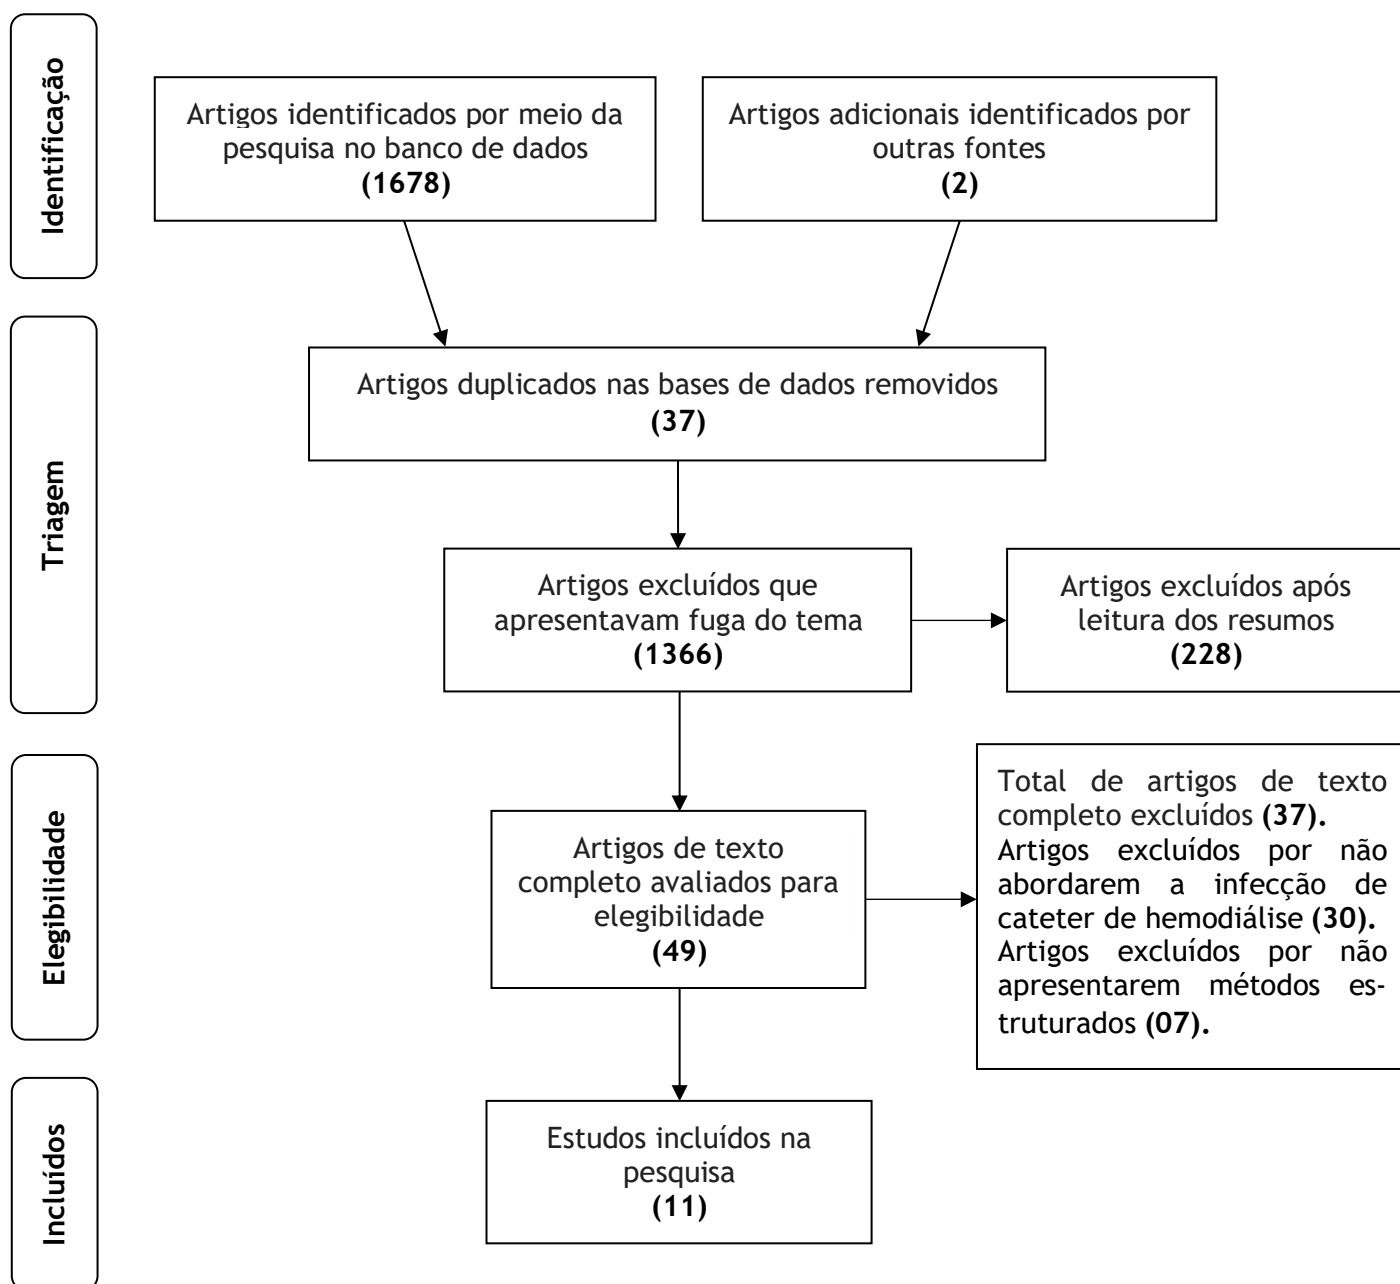 Identificação
Artigos identificados por meio da
pesquisa no banco de dados
(1678)
Artigos adicionais identificados por
outras fontes
(2)
Triagem
Artigos duplicados nas bases de dados removidos
(37)
Artigos excluídos que
apresentavam fuga do tema
(1366)
Artigos excluídos após
leitura dos resumos
(228)
Elegibilidade
Artigos de texto
completo avaliados para
elegibilidade
(49)
Total de artigos de texto
completo excluídos (37).
Artigos excluídos por não
abordarem a infecção de
cateter de hemodiálise (30).
Artigos excluídos por não
apresentarem métodos es-
truturados (07).
Incluídos
Estudos incluídos na
pesquisa
(11)